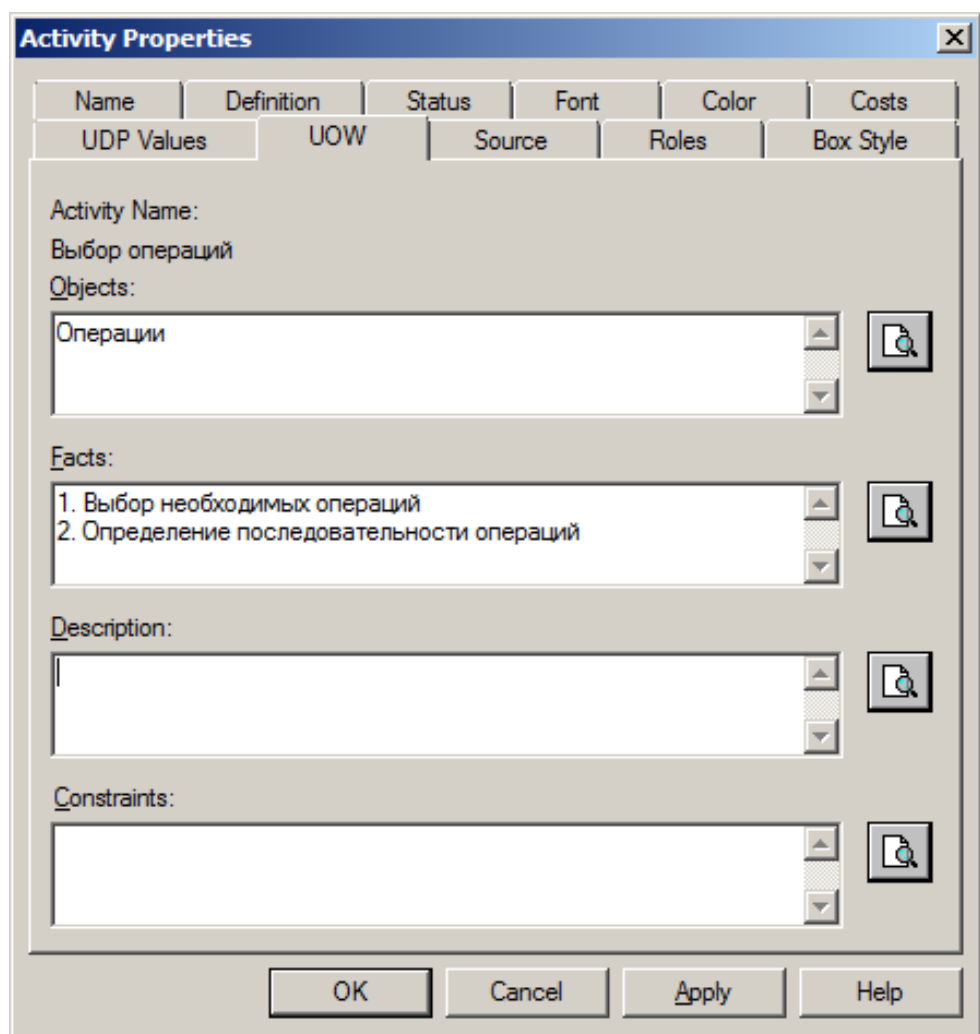 Activity Properties
Name Definition Status Font Color Costs
UDP Values UOW Source Roles Box Style
Activity Name:
Выбор операций
Objects:
Операции
Facts:
1. Выбор необходимых операций
2. Определение последовательности операций
Description:
Constraints:
OK Cancel Apply Help